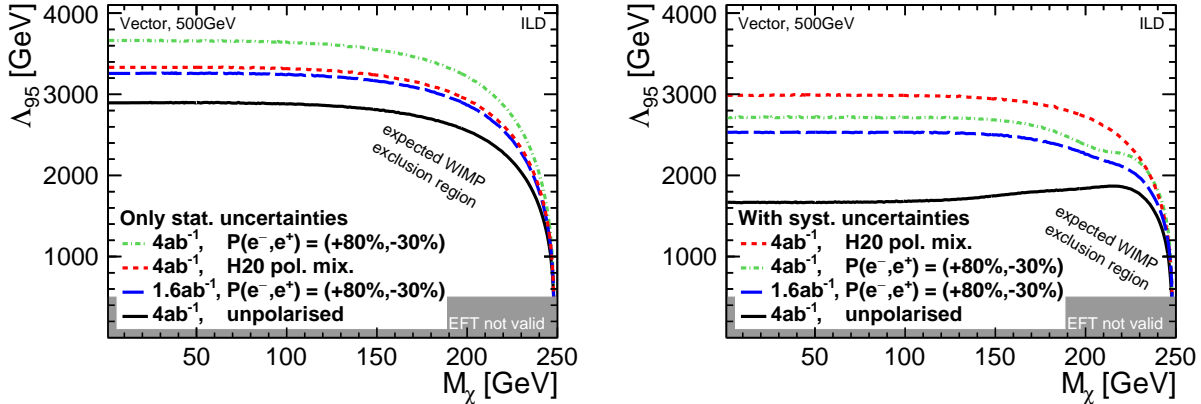 Vector, 500GeV
ILD
Λ₉₅ [GeV]
4000
3000
2000
1000
expected WIMP
exclusion region
Only stat. uncertainties
4ab⁻¹, P(e⁻,e⁺) = (+80%,-30%)
4ab⁻¹, H20 pol. mix.
1.6ab⁻¹, P(e⁻,e⁺) = (+80%,-30%)
4ab⁻¹, unpolarised
EFT not valid
50 100 150 200 250
Mχ [GeV]
Vector, 500GeV
ILD
Λ₉₅ [GeV]
4000
3000
2000
1000
With syst. uncertainties
expected WIMP
exclusion region
4ab⁻¹, H20 pol. mix.
4ab⁻¹, P(e⁻,e⁺) = (+80%,-30%)
1.6ab⁻¹, P(e⁻,e⁺) = (+80%,-30%)
4ab⁻¹, unpolarised
EFT not valid
50 100 150 200 250
Mχ [GeV]